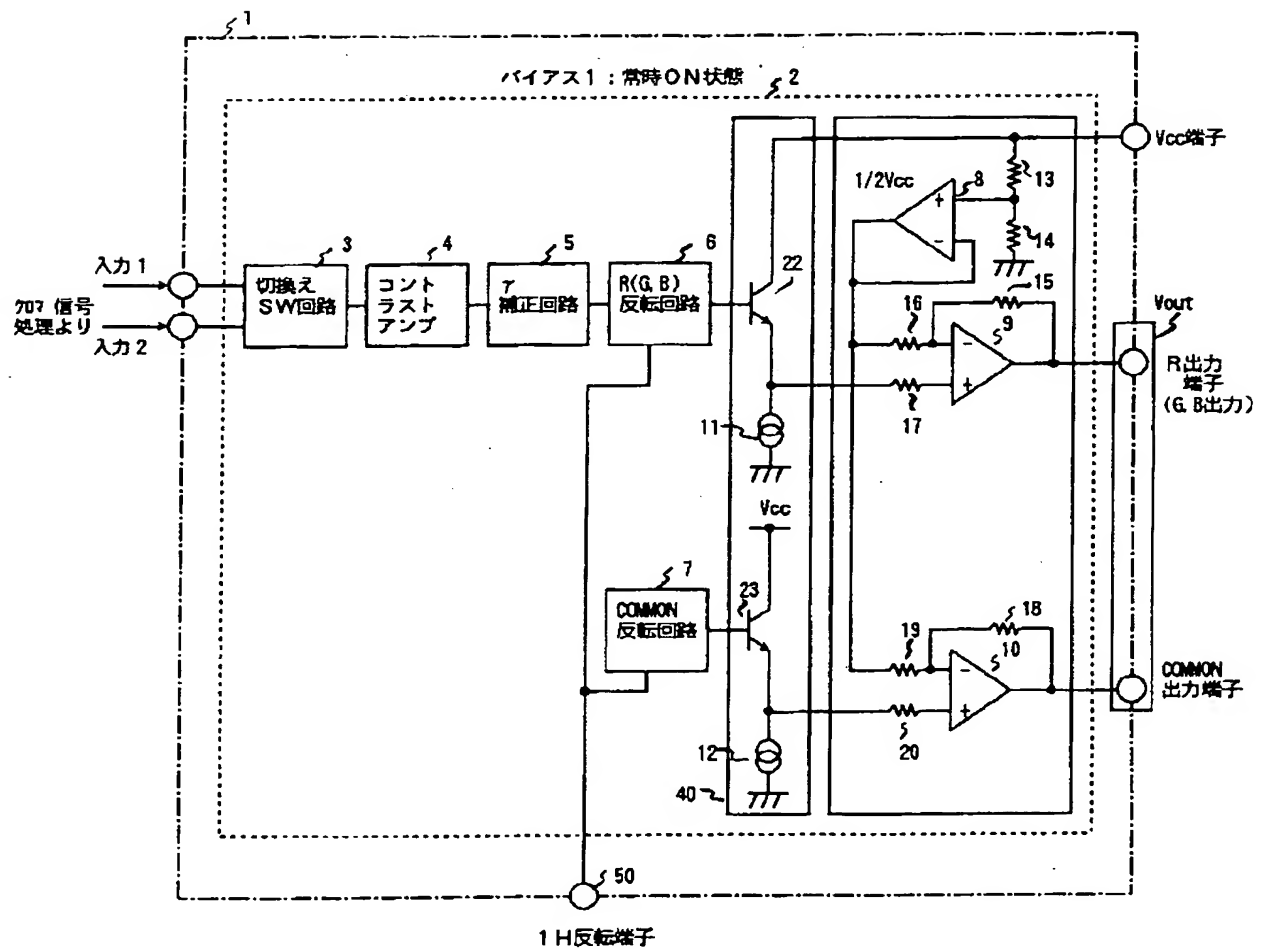 1
バイアス1：常時ON状態
2
Vcc端子
13
1/2Vcc
8
14
入力1
3
4
5
6
22
切換え
SW回路
コント
ラスト
アンプ
γ
補正回路
R(G,B)
反転回路
クロマ信号
処理より
入力2
15
16
9
Vout
R出力
端子
(G,B出力)
17
11
Vcc
7
23
COMMON
反転回路
18
19
10
COMMON
出力端子
20
12
40
50
1H反転端子